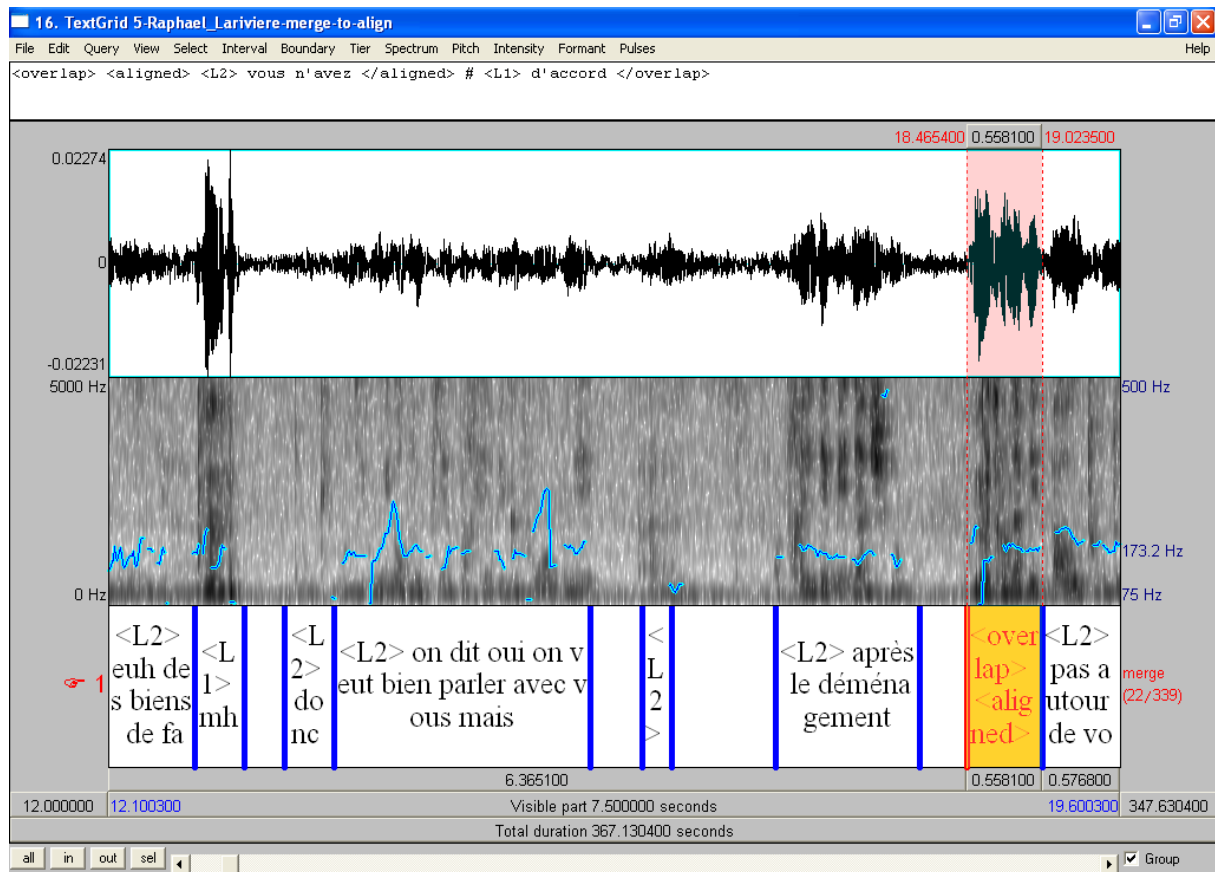 16. TextGrid 5-Raphael_Lariviere-merge-to-align
File Edit Query View Select Interval Boundary Tier Spectrum Pitch Intensity Formant Pulses Help
<overlap> <aligned> <L2> vous n'avez </aligned> # <L1> d'accord </overlap>
18.465400 0.558100 19.023500
0.02274
0
-0.02231
5000 Hz 500 Hz
173.2 Hz
0 Hz 75 Hz
<L2>
euh de
s biens
de fa
<L
1>
mh
<L
2>
do
nc
<L2> on dit oui on v
eut bien parler avec v
ous mais
<
L
2
>
<L2> après
le déména
gement
<over
lap>
<alig
ned>
<L2>
pas a
utour
de vo
1
merge
(22/339)
6.365100 0.558100 0.576800
12.000000 12.100300 Visible part 7.500000 seconds 19.600300 347.630400
Total duration 367.130400 seconds
all in out sel Group